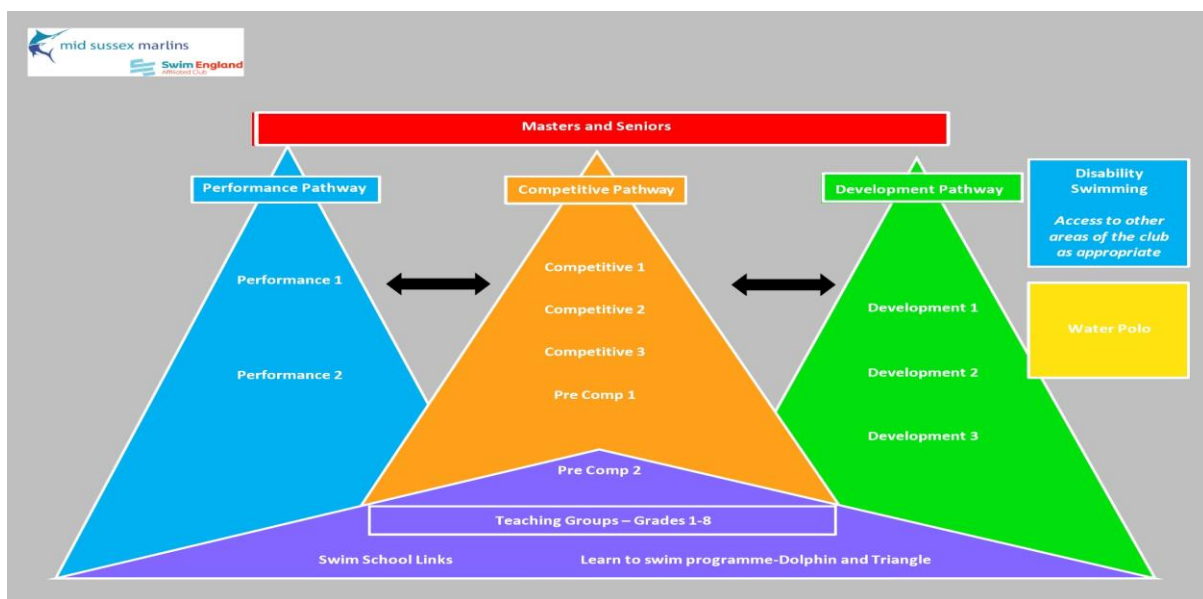 mid sussex marlins
Swim England
Affiliated Club
Masters and Seniors
Performance Pathway
Competitive Pathway
Development Pathway
Disability
Swimming
Access to other
areas of the club
as appropriate
Performance 1
Performance 2
Competitive 1
Competitive 2
Competitive 3
Pre Comp 1
Development 1
Development 2
Development 3
Water Polo
Pre Comp 2
Teaching Groups – Grades 1-8
Swim School Links
Learn to swim programme-Dolphin and Triangle